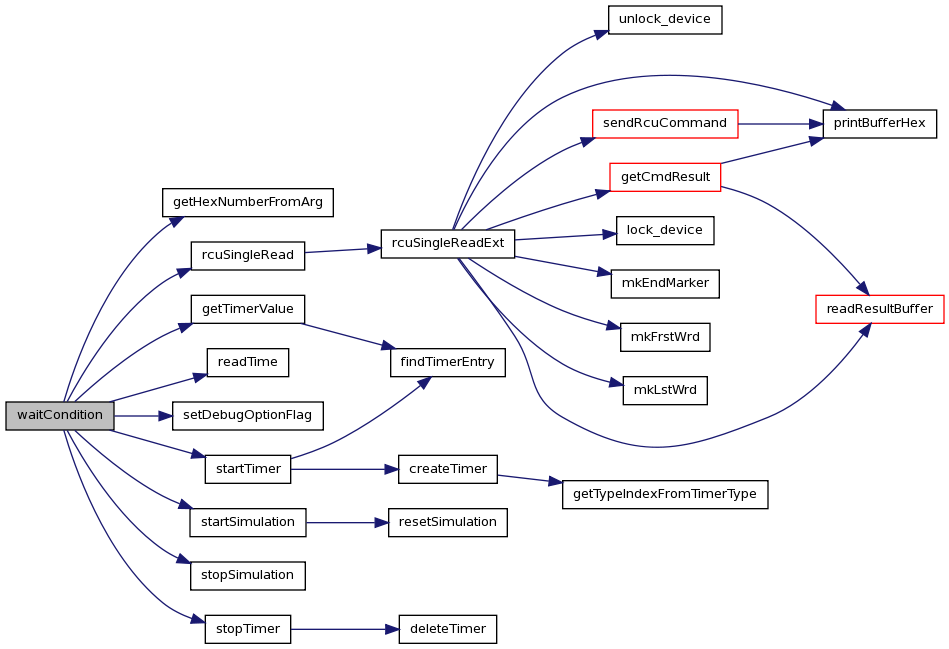 unlock_device
sendRcuCommand
printBufferHex
getCmdResult
getHexNumberFromArg
lock_device
rcuSingleRead
rcuSingleReadExt
mkEndMarker
getTimerValue
readResultBuffer
mkFrstWrd
readTime
findTimerEntry
mkLstWrd
waitCondition
setDebugOptionFlag
startTimer
createTimer
getTypeIndexFromTimerType
startSimulation
resetSimulation
stopSimulation
stopTimer
deleteTimer